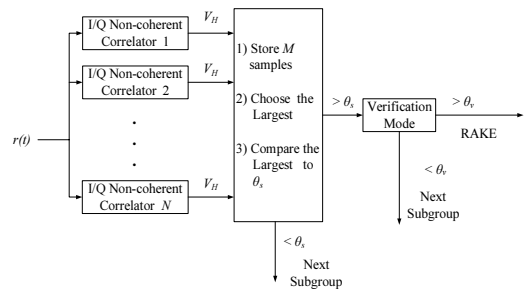 I/Q Non-coherent
Correlator 1
V_H
I/Q Non-coherent
Correlator 2
V_H
r(t)
I/Q Non-coherent
Correlator N
V_H
1) Store M
samples
2) Choose the
Largest
3) Compare the
Largest to
θ_s
> θ_s
Verification
Mode
> θ_v
RAKE
< θ_v
Next
Subgroup
< θ_s
Next
Subgroup